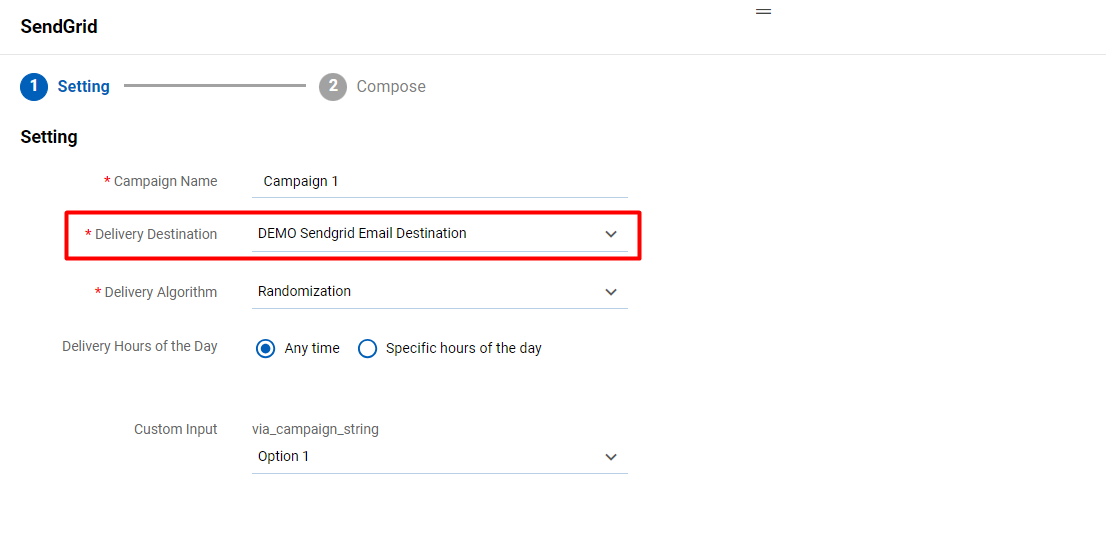 SendGrid
1 Setting 2 Compose
Setting
* Campaign Name Campaign 1
* Delivery Destination DEMO Sendgrid Email Destination
* Delivery Algorithm Randomization
Delivery Hours of the Day Any time Specific hours of the day
Custom Input via_campaign_string
Option 1